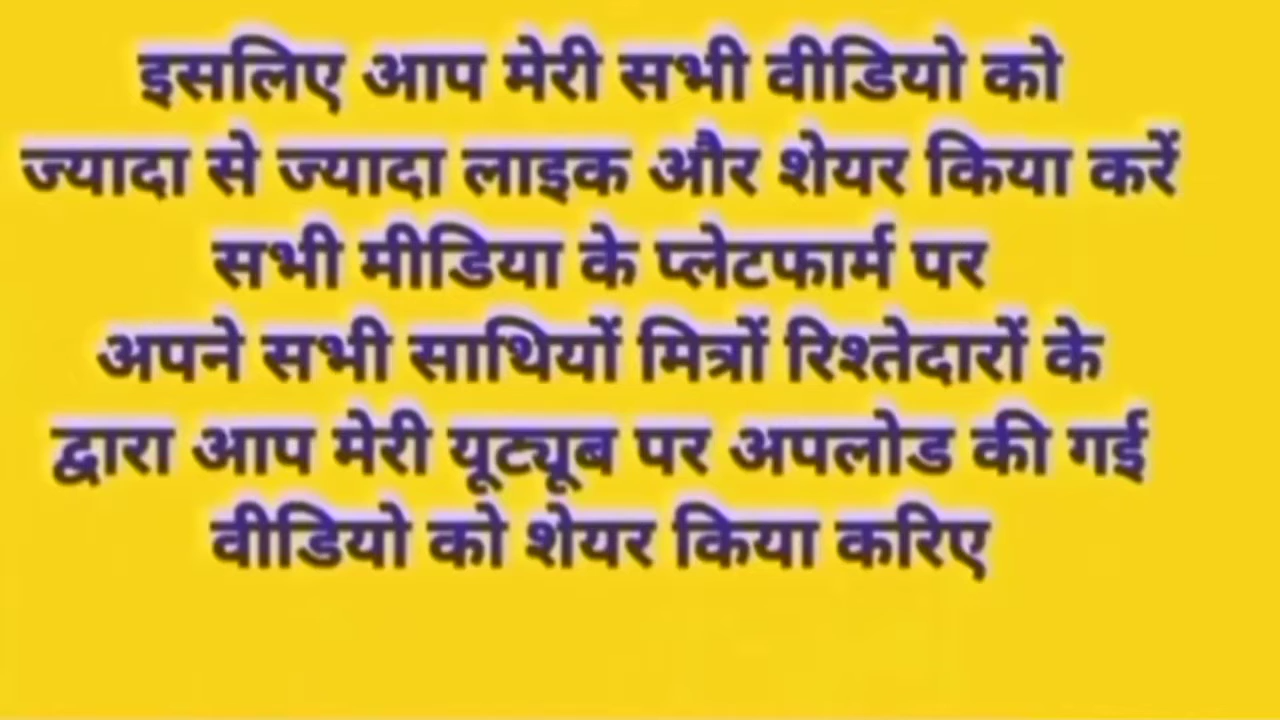 इसलिए आप मेरी सभी वीडियो को
ज्यादा से ज्यादा लाइक और शेयर किया करें
सभी मीडिया के प्लेटफार्म पर
अपने सभी साथियों मित्रों रिश्तेदारों के
द्वारा आप मेरी यूट्यूब पर अपलोड की गई
वीडियो को शेयर किया करिए